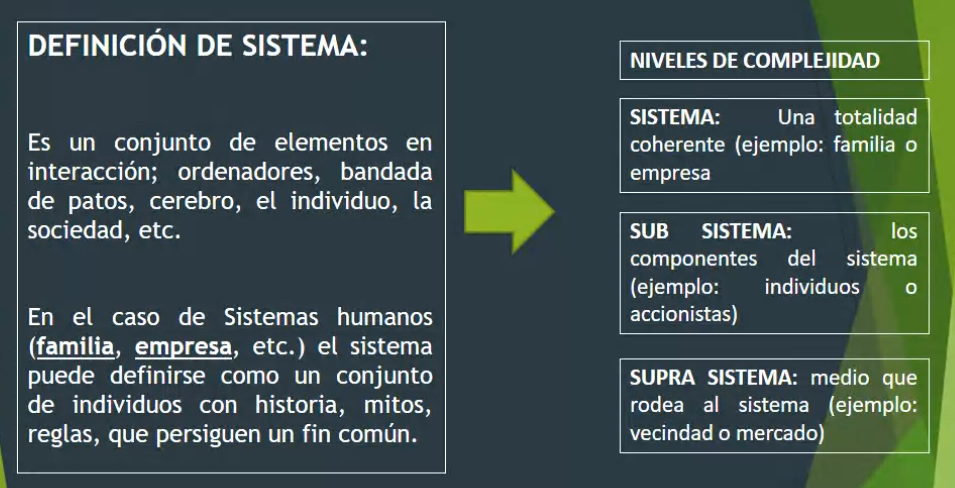 DEFINICIÓN DE SISTEMA:
Es un conjunto de elementos en
interacción; ordenadores, bandada
de patos, cerebro, el individuo, la
sociedad, etc.
En el caso de Sistemas humanos
(familia, empresa, etc.) el sistema
puede definirse como un conjunto
de individuos con historia, mitos,
reglas, que persiguen un fin común.
NIVELES DE COMPLEJIDAD
SISTEMA: Una totalidad
coherente (ejemplo: familia o
empresa
SUB SISTEMA: los
componentes del sistema
(ejemplo: individuos o
accionistas)
SUPRA SISTEMA: medio que
rodea al sistema (ejemplo:
vecindad o mercado)